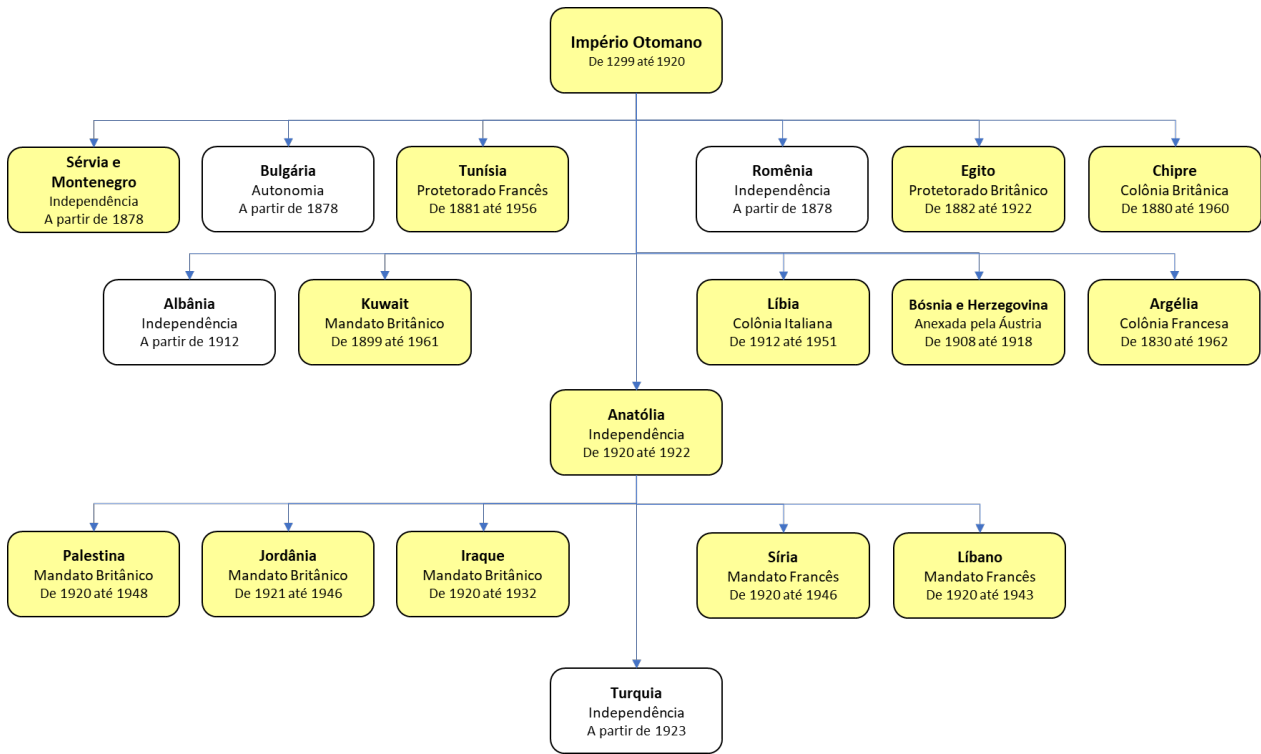 Império Otomano
De 1299 até 1920
Sérvia e
Montenegro
Independência
A partir de 1878
Bulgária
Autonomia
A partir de 1878
Tunísia
Protetorado Francês
De 1881 até 1956
Romênia
Independência
A partir de 1878
Egito
Protetorado Britânico
De 1882 até 1922
Chipre
Colônia Britânica
De 1880 até 1960
Albânia
Independência
A partir de 1912
Kuwait
Mandato Britânico
De 1899 até 1961
Líbia
Colônia Italiana
De 1912 até 1951
Bósnia e Herzegovina
Anexada pela Áustria
De 1908 até 1918
Argélia
Colônia Francesa
De 1830 até 1962
Anatólia
Independência
De 1920 até 1922
Palestina
Mandato Britânico
De 1920 até 1948
Jordânia
Mandato Britânico
De 1921 até 1946
Iraque
Mandato Britânico
De 1920 até 1932
Síria
Mandato Francês
De 1920 até 1946
Líbano
Mandato Francês
De 1920 até 1943
Turquia
Independência
A partir de 1923